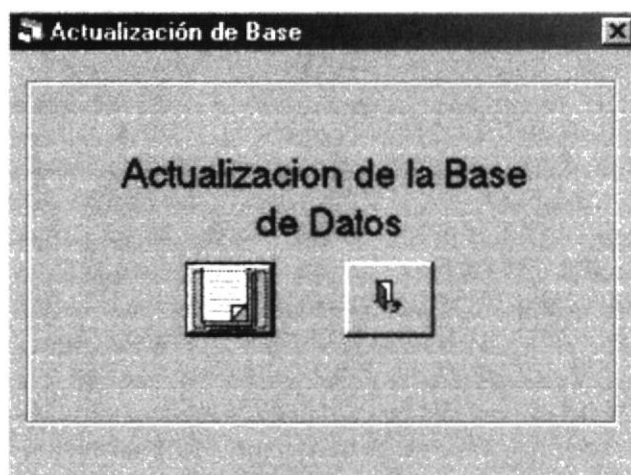 Actualización de Base
Actualizacion de la Base
de Datos